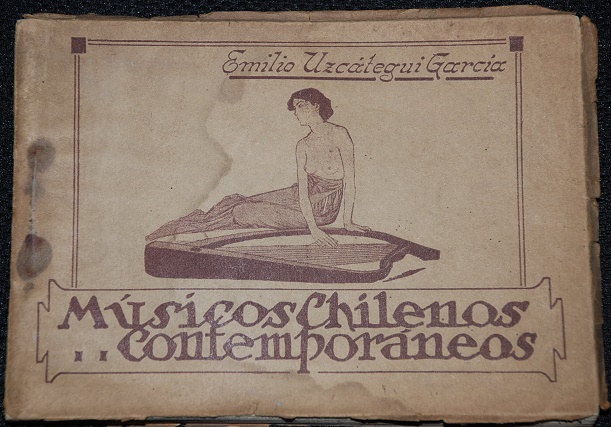 Emilio Uzcátegui García
Músicos Chilenos
. . Contemporáneos